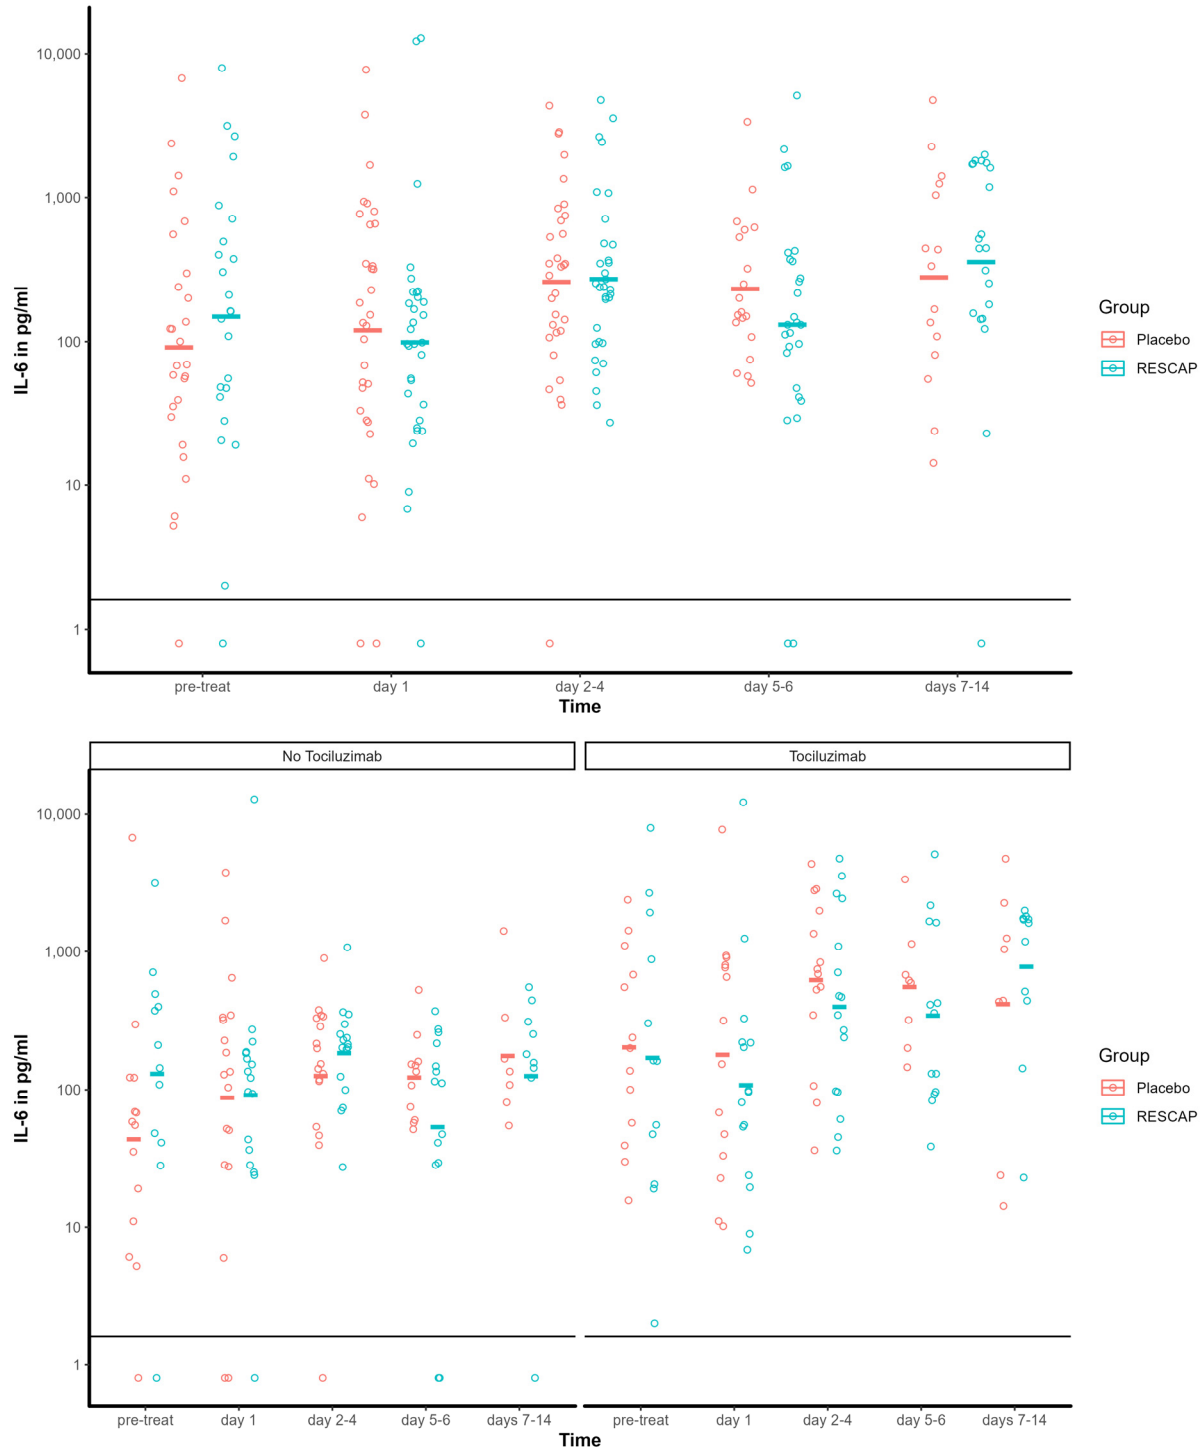 IL-6 in pg/ml
10,000
1,000
100
10
1
pre-treat
day 1
day 2-4
day 5-6
days 7-14
Time
Group
Placebo
RESCAP
No Tociluzimab
Tociluzimab
IL-6 in pg/ml
10,000
1,000
100
10
1
pre-treat
day 1
day 2-4
day 5-6
days 7-14
pre-treat
day 1
day 2-4
day 5-6
days 7-14
Time
Group
Placebo
RESCAP